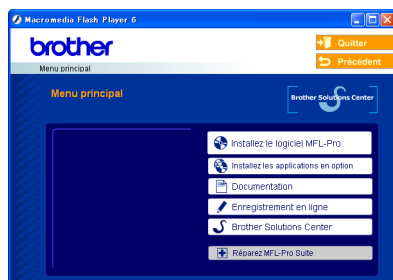 Macromedia Flash Player 6
brother
Quitter
Précédent
Menu principal
Menu principal
Brother Solutions Center
Installez le logiciel MFL-Pro
Installez les applications en option
Documentation
Enregistrement en ligne
Brother Solutions Center
Réparez MFL-Pro Suite